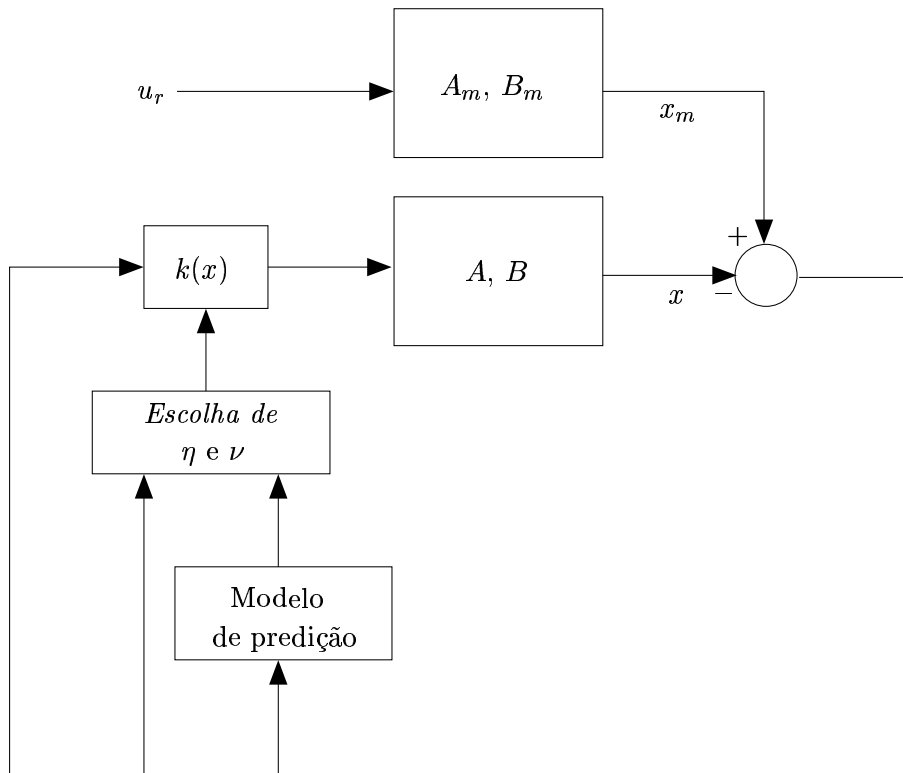 u_r
A_m, B_m
x_m
+
k(x)
A, B
x
−
Escolha de
η e ν
Modelo
de predição